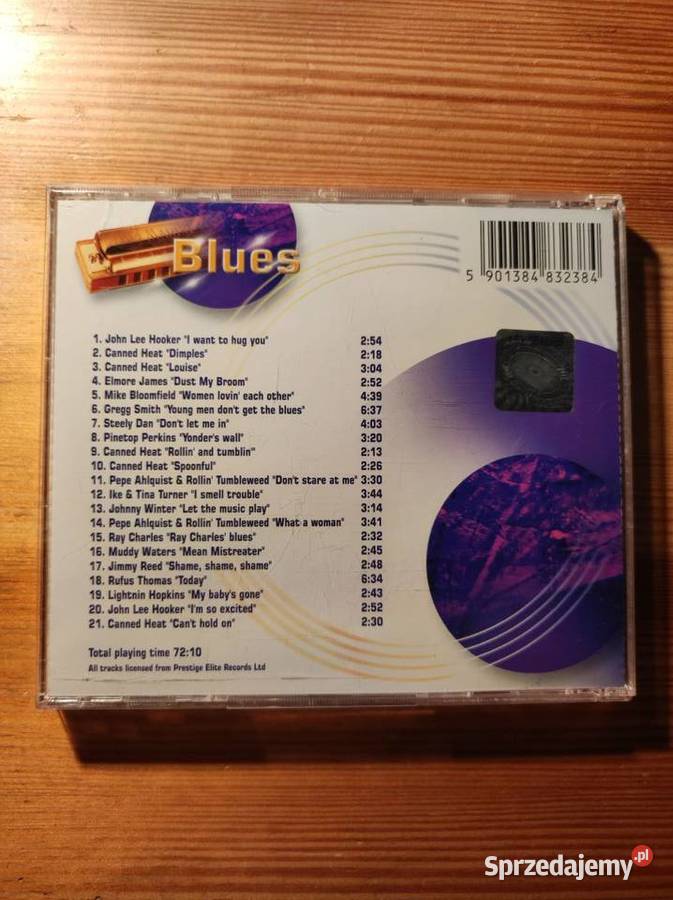 Blues
5 901384 832384
1. John Lee Hooker "I want to hug you" 2:54
2. Canned Heat "Dimples" 2:18
3. Canned Heat "Louise" 3:04
4. Elmore James "Dust My Broom" 2:52
5. Mike Bloomfield "Women lovin' each other" 4:39
6. Gregg Smith "Young men don't get the blues" 6:37
7. Steely Dan "Don't let me in" 4:03
8. Pinetop Perkins "Yonder's wall" 3:20
9. Canned Heat "Rollin' and tumblin'" 2:13
10. Canned Heat "Spoonful" 2:26
11. Pepe Ahlquist & Rollin' Tumbleweed "Don't stare at me" 3:30
12. Ike & Tina Turner "I smell trouble" 3:44
13. Johnny Winter "Let the music play" 3:14
14. Pepe Ahlquist & Rollin' Tumbleweed "What a woman" 3:41
15. Ray Charles "Ray Charles' blues" 2:32
16. Muddy Waters "Mean Mistreater" 2:45
17. Jimmy Reed "Shame, shame, shame" 2:48
18. Rufus Thomas "Today" 6:34
19. Lightnin Hopkins "My baby's gone" 2:43
20. John Lee Hooker "I'm so excited" 2:52
21. Canned Heat "Can't hold on" 2:30
Total playing time 72:10
All tracks licensed from Prestige Elite Records Ltd
Sprzedajemy.pl